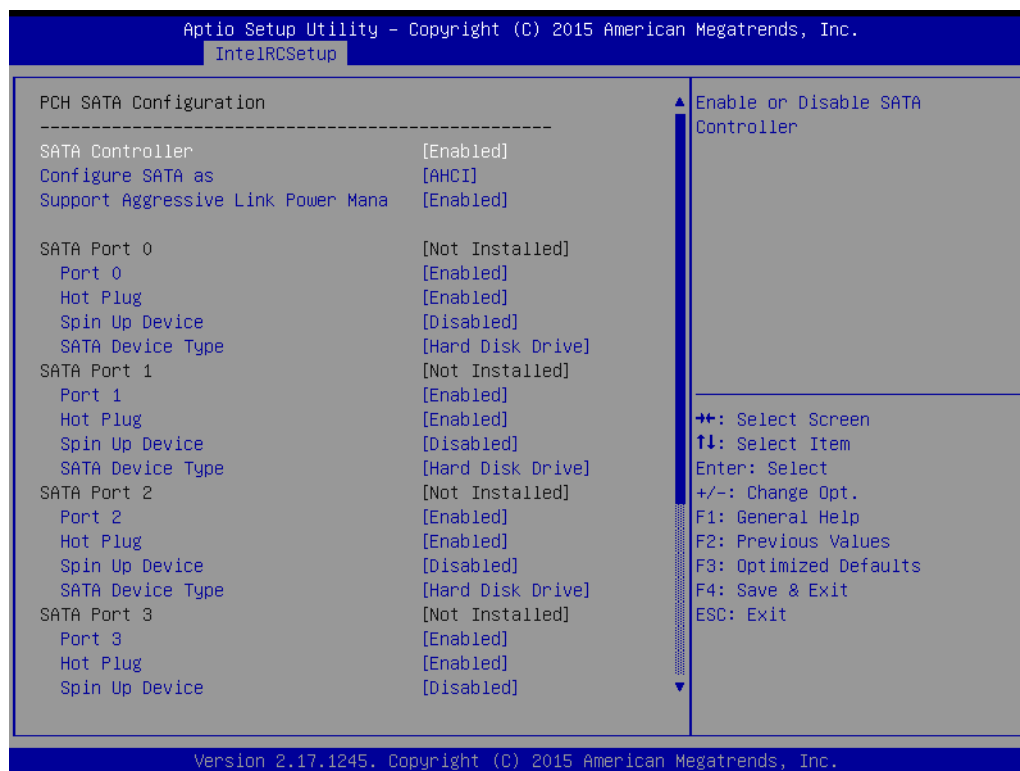 Aptio Setup Utility – Copyright (C) 2015 American Megatrends, Inc.
IntelRCSetup
PCH SATA Configuration
--------------------------------------------------
SATA Controller [Enabled]
Configure SATA as [AHCI]
Support Aggressive Link Power Mana [Enabled]
SATA Port 0 [Not Installed]
Port 0 [Enabled]
Hot Plug [Enabled]
Spin Up Device [Disabled]
SATA Device Type [Hard Disk Drive]
SATA Port 1 [Not Installed]
Port 1 [Enabled]
Hot Plug [Enabled]
Spin Up Device [Disabled]
SATA Device Type [Hard Disk Drive]
SATA Port 2 [Not Installed]
Port 2 [Enabled]
Hot Plug [Enabled]
Spin Up Device [Disabled]
SATA Device Type [Hard Disk Drive]
SATA Port 3 [Not Installed]
Port 3 [Enabled]
Hot Plug [Enabled]
Spin Up Device [Disabled]
Enable or Disable SATA
Controller
→←: Select Screen
↑↓: Select Item
Enter: Select
+/-: Change Opt.
F1: General Help
F2: Previous Values
F3: Optimized Defaults
F4: Save & Exit
ESC: Exit
Version 2.17.1245. Copyright (C) 2015 American Megatrends, Inc.